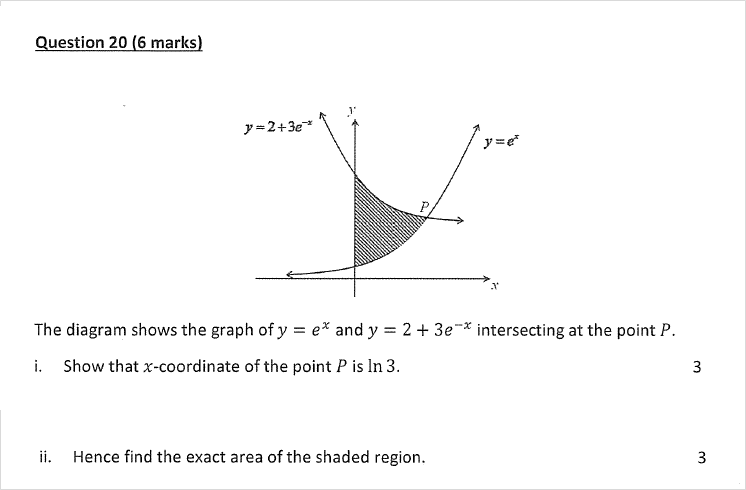 Question 20 (6 marks)
y
y = 2+3e⁻ˣ
y = eˣ
P
x
The diagram shows the graph of y = eˣ and y = 2 + 3e⁻ˣ intersecting at the point P.
i. Show that x-coordinate of the point P is ln 3. 3
ii. Hence find the exact area of the shaded region. 3